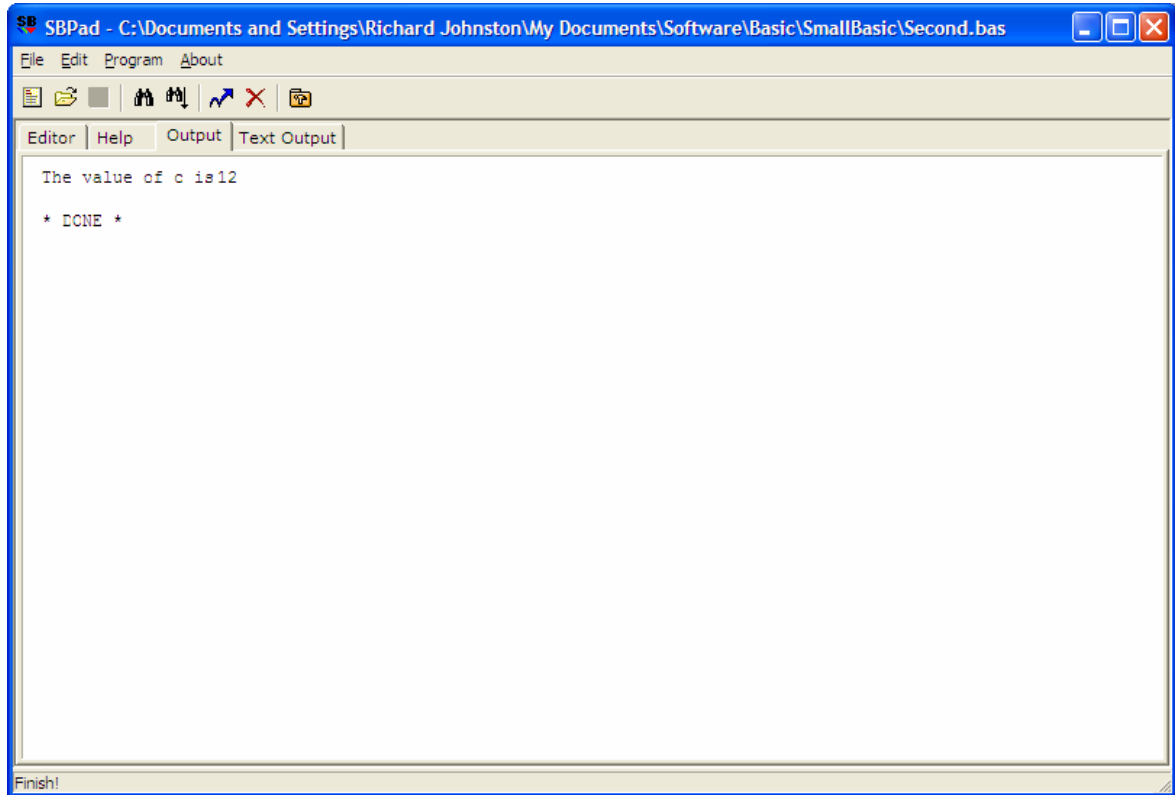 SB SBPad - C:\Documents and Settings\Richard Johnston\My Documents\Software\Basic\SmallBasic\Second.bas
File Edit Program About
Editor Help Output Text Output
The value of c is12
* DONE *
Finish!